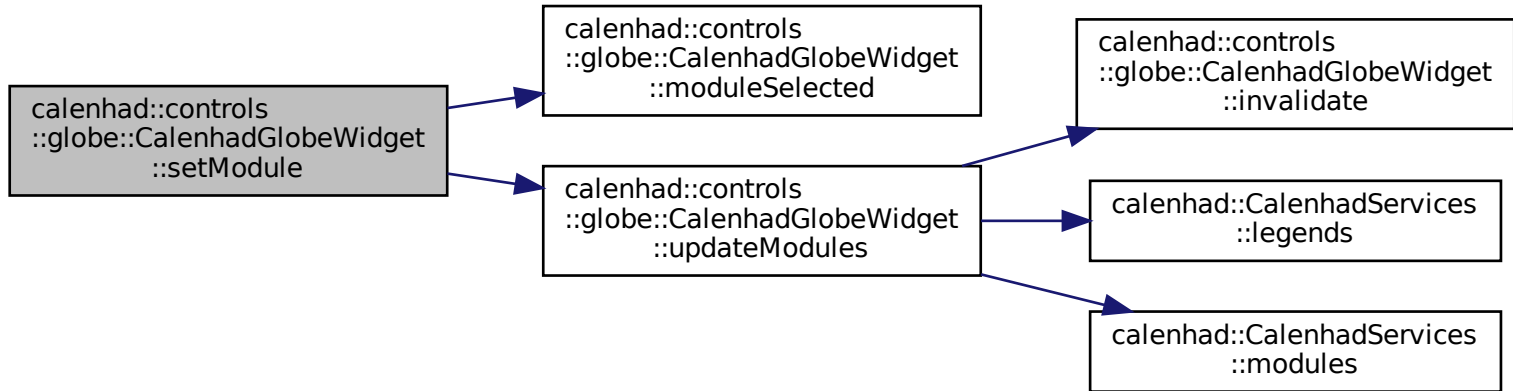 calenhad::controls
::globe::CalenhadGlobeWidget
::setModule
calenhad::controls
::globe::CalenhadGlobeWidget
::moduleSelected
calenhad::controls
::globe::CalenhadGlobeWidget
::updateModules
calenhad::controls
::globe::CalenhadGlobeWidget
::invalidate
calenhad::CalenhadServices
::legends
calenhad::CalenhadServices
::modules